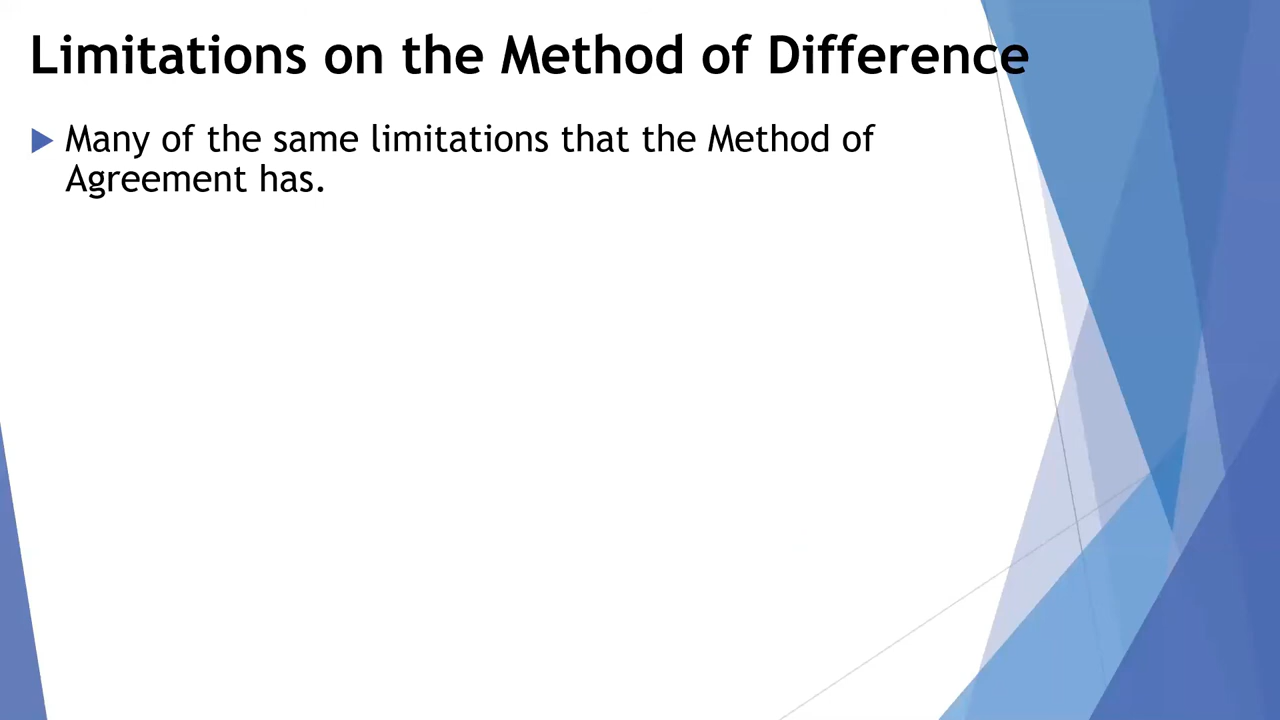 Limitations on the Method of Difference
Many of the same limitations that the Method of
Agreement has.